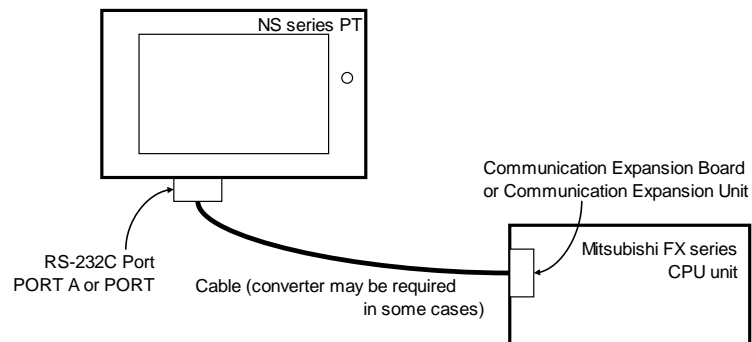 NS series PT
Communication Expansion Board
or Communication Expansion Unit
Mitsubishi FX series
CPU unit
RS-232C Port
PORT A or PORT
Cable (converter may be required
in some cases)